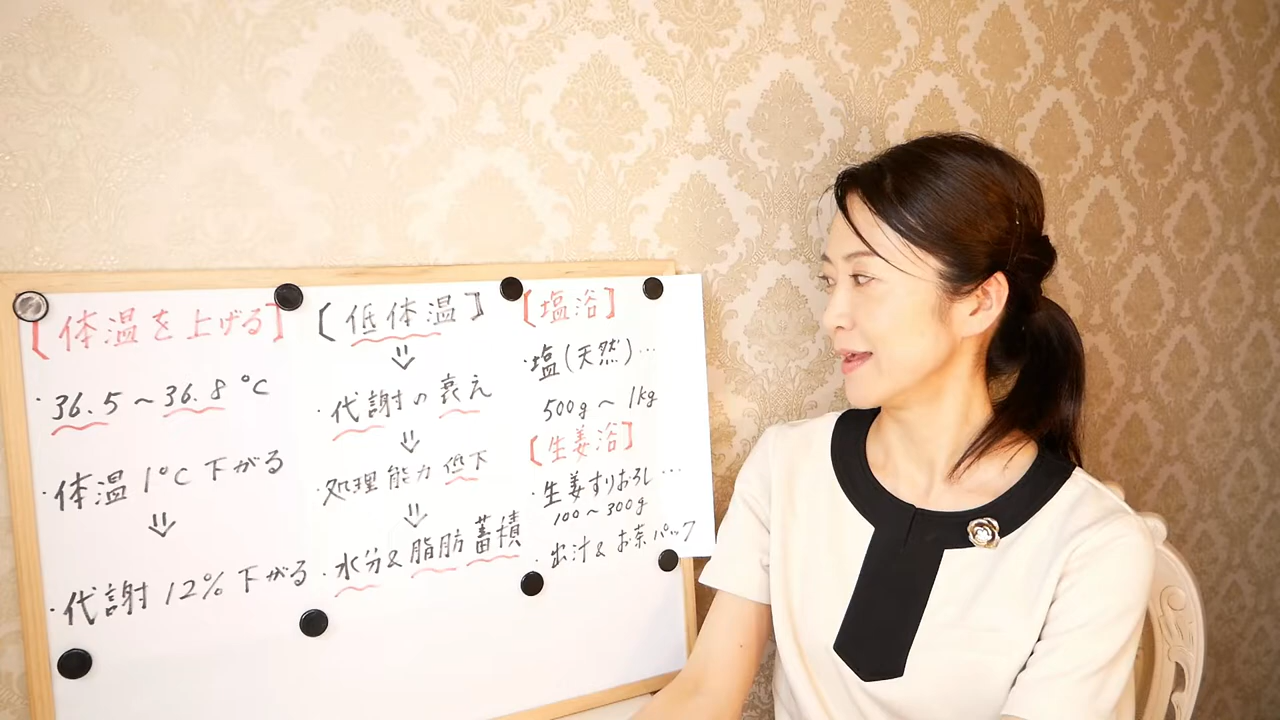 【体温を上げる】
・36.5～36.8℃
・体温1℃下がる
⇓
・代謝12%下がる
【低体温】
⇓
・代謝の衰え
⇓
・処理能力低下
⇓
・水分&脂肪蓄積
【塩浴】
・塩(天然)…
500g～1kg
【生姜浴】
・生姜すりおろし…
100～300g
・出汁&お茶パック